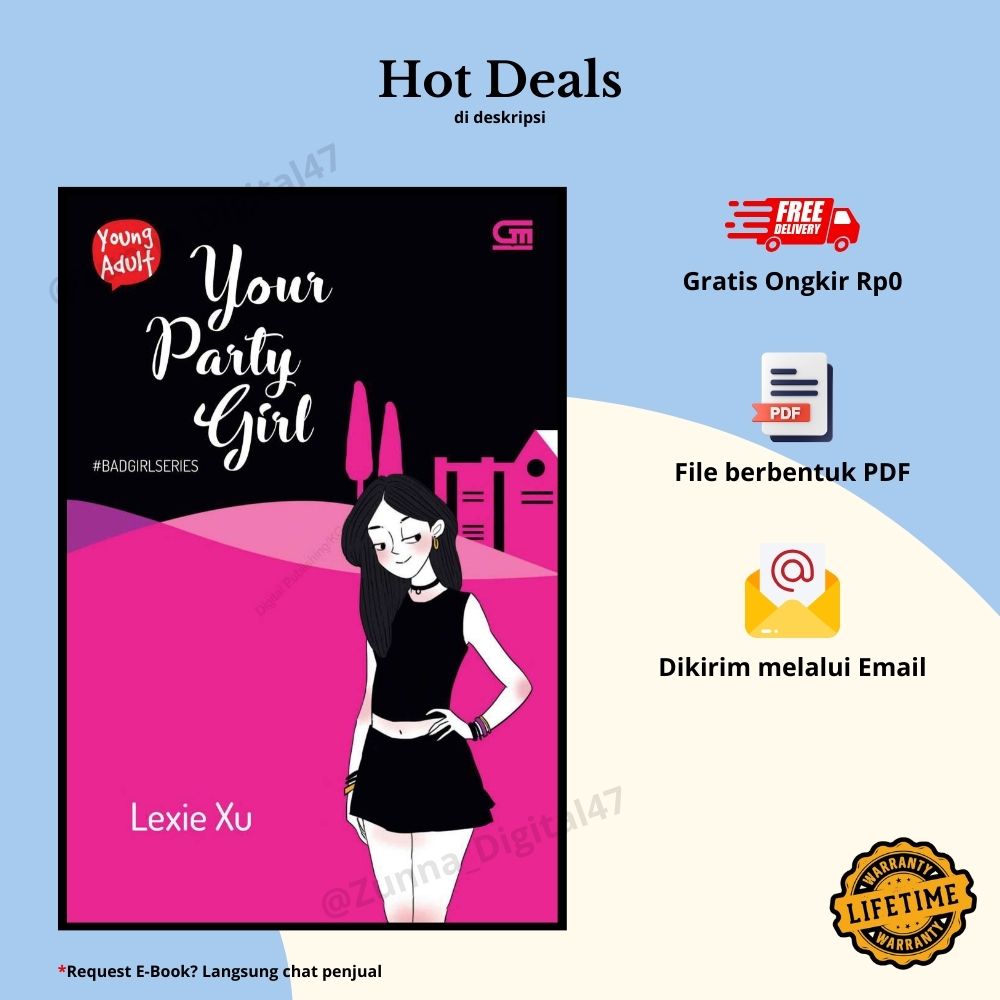 Hot Deals
di deskripsi
Young
Adult
GM
Your
Party
Girl
#BADGIRLSERIES
Lexie Xu
@Zunna_Digital47
FREE
DELIVERY
Gratis Ongkir Rp0
PDF
File berbentuk PDF
@
Dikirim melalui Email
WARRANTY
LIFETIME
WARRANTY
*Request E-Book? Langsung chat penjual